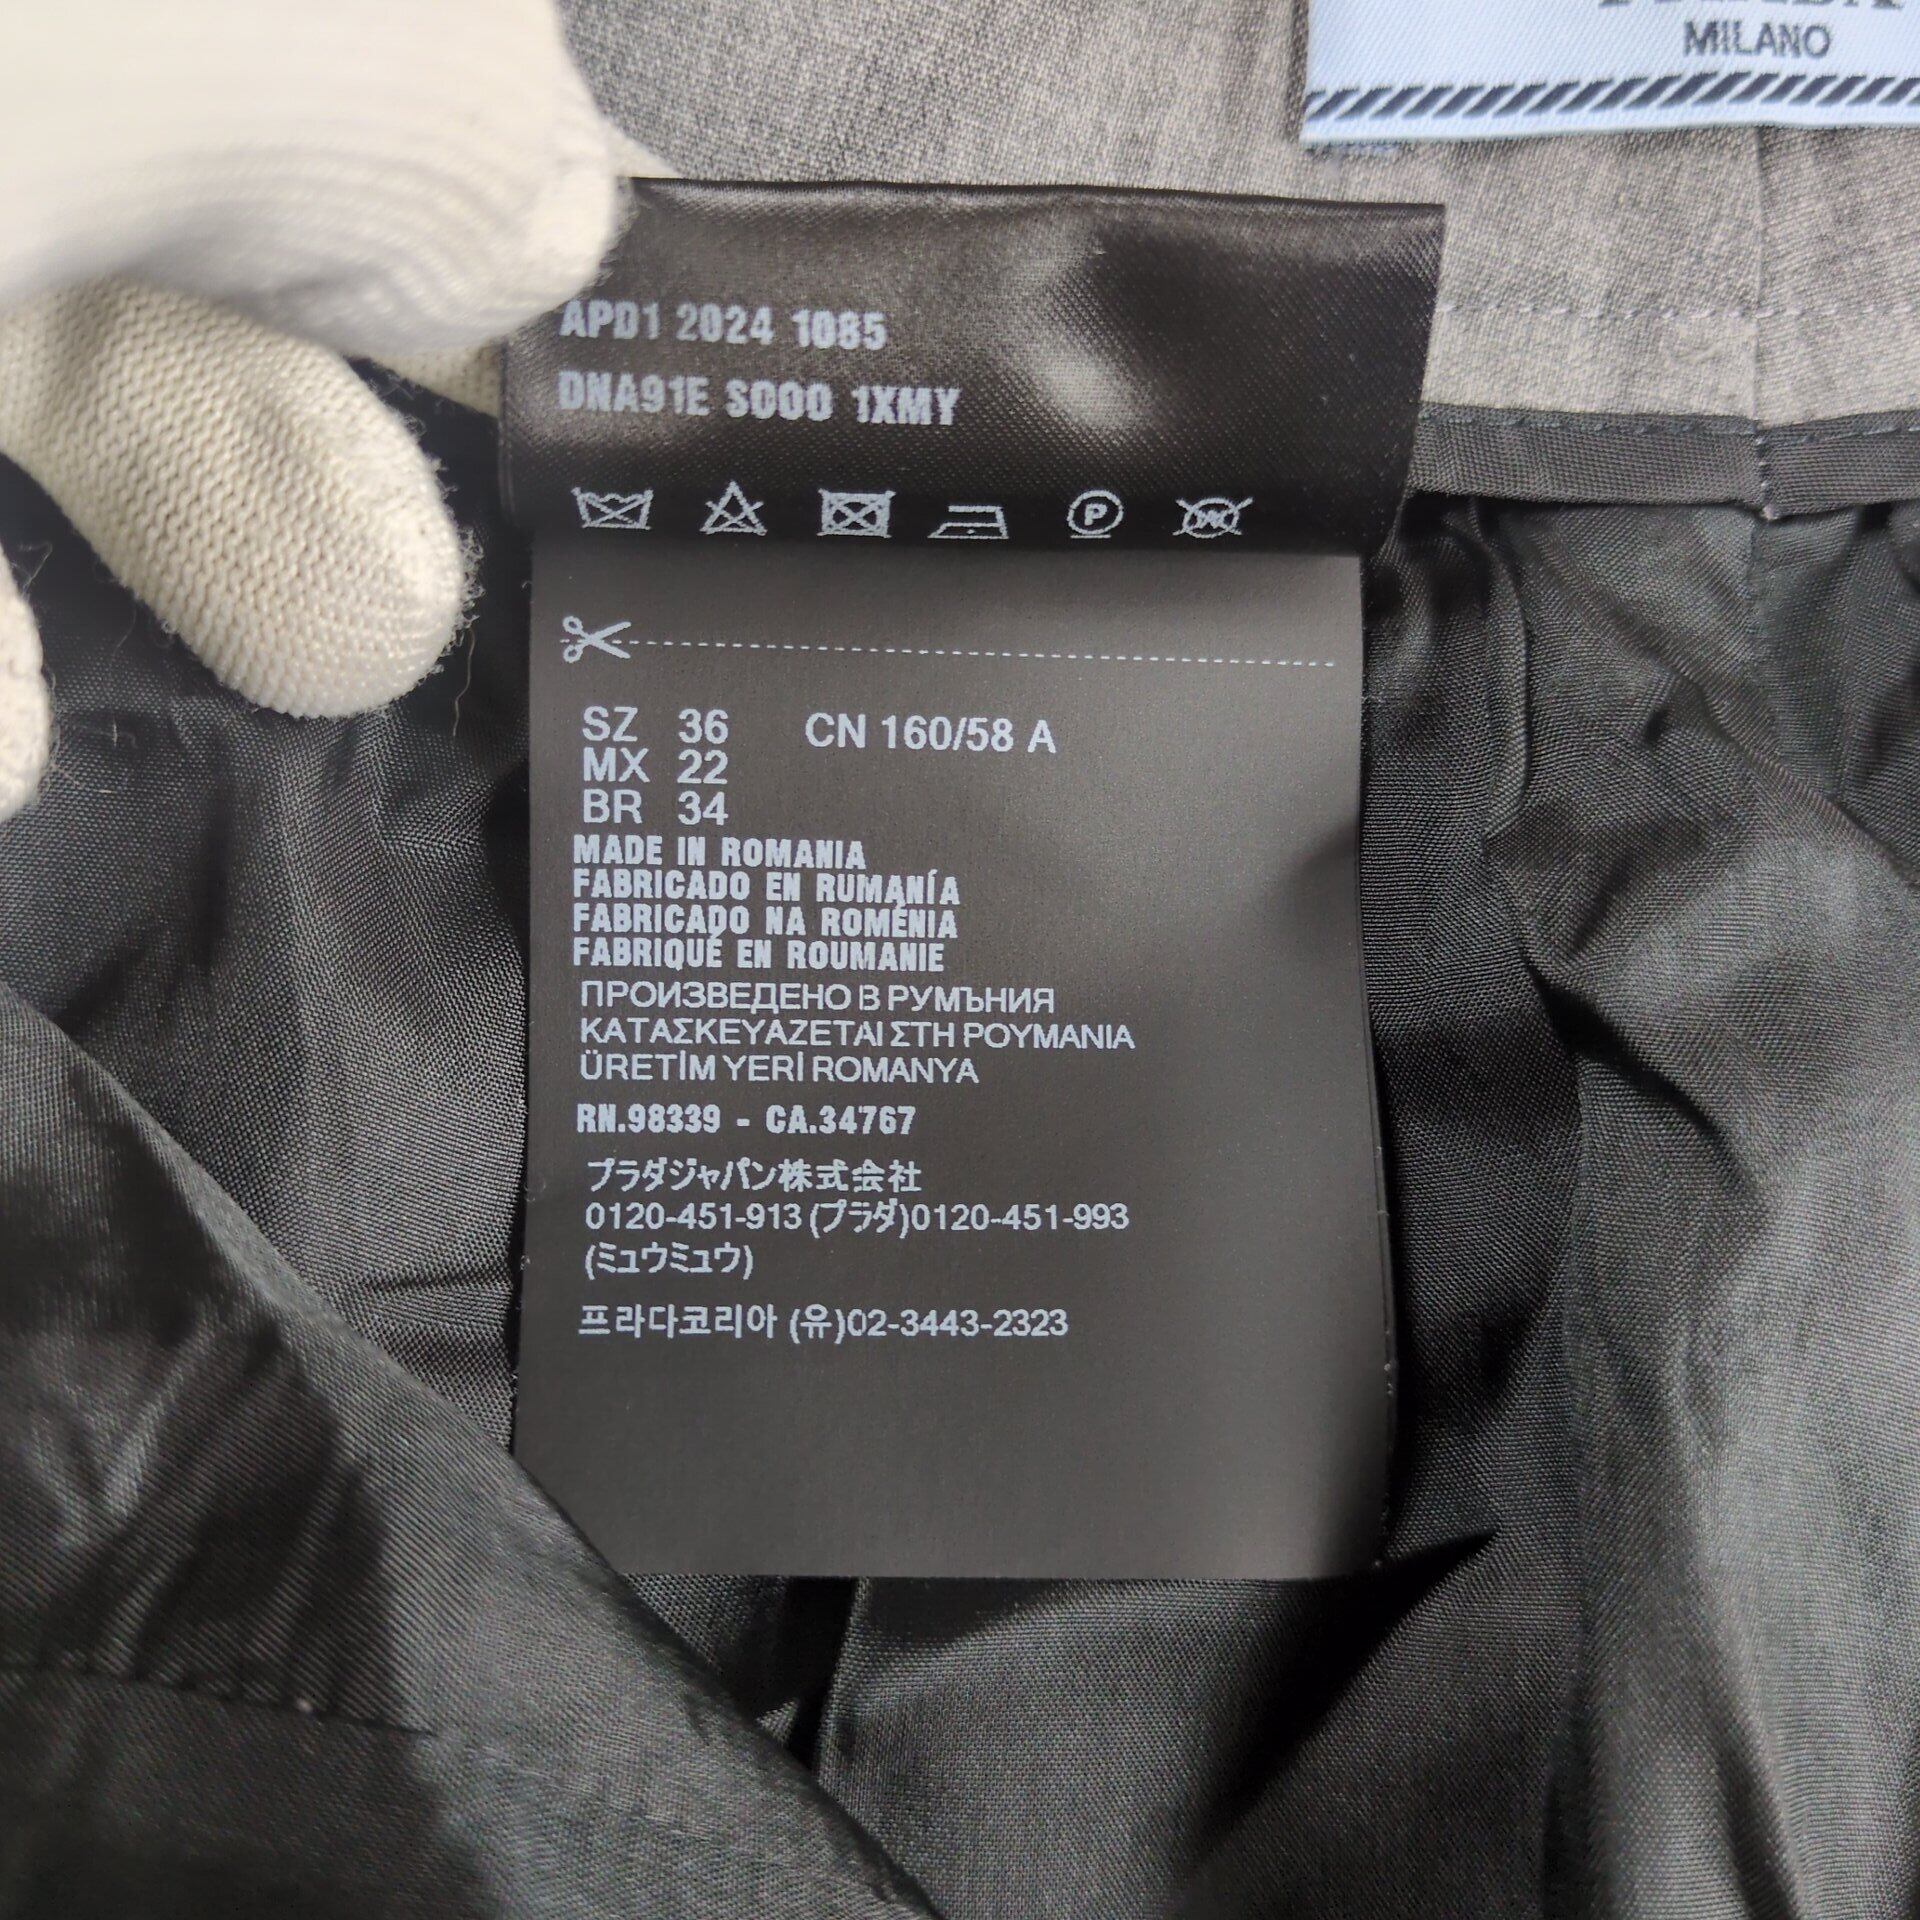 MILANO
APD1 2024 1085
DNA91E S000 1XMY
P
W
SZ 36 CN 160/58 A
MX 22
BR 34
MADE IN ROMANIA
FABRICADO EN RUMANÍA
FABRICADO NA ROMÉNIA
FABRIQUÉ EN ROUMANIE
ПРОИЗВЕДЕНО В РУМЪНИЯ
ΚΑΤΑΣΚΕΥΑΖΕΤΑΙ ΣΤΗ ΡΟΥΜΑΝΙΑ
ÜRETİM YERİ ROMANYA
RN.98339 - CA.34767
プラダジャパン株式会社
0120-451-913 (プラダ)0120-451-993
(ミュウミュウ)
프라다코리아 (유)02-3443-2323